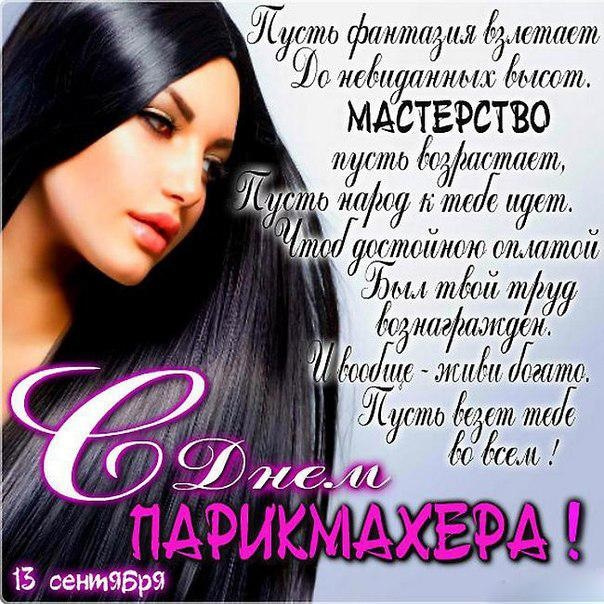 Пусть фантазия взлетает
До невиданных высот.
МАСТЕРСТВО
пусть возрастает,
Пусть народ к тебе идет.
Чтоб достойною оплатой
Был твой труд
вознагражден.
И вообще - живи богато.
Пусть везет тебе
во всем !
С Днем
ПАРИКМАХЕРА !
13 сентября